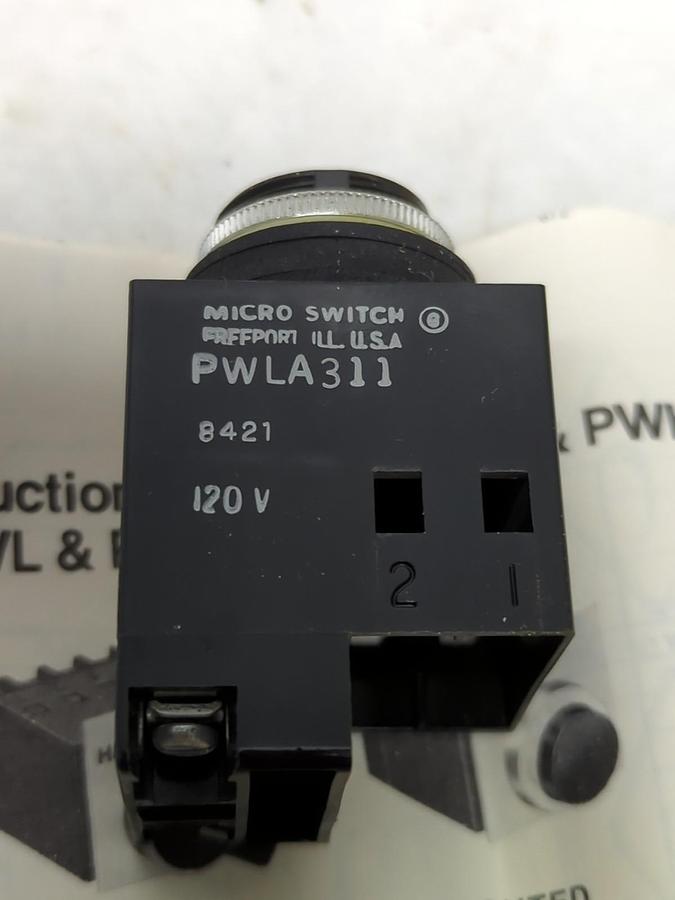 MICRO SWITCH
FREEPORT ILL. U.S.A
PWLA311
8421
120 V
2 1
uction
& PW
VL &